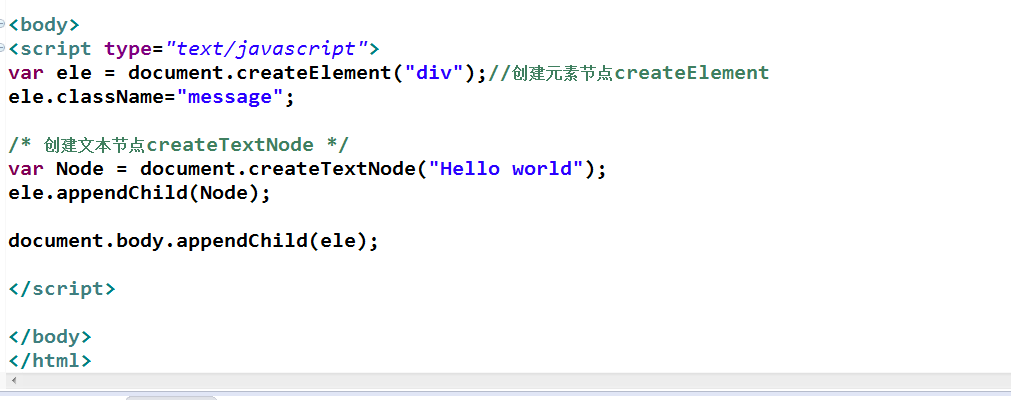 <body>
<script type="text/javascript">
var ele = document.createElement("div");//创建元素节点createElement
ele.className="message";
/* 创建文本节点createTextNode */
var Node = document.createTextNode("Hello world");
ele.appendChild(Node);
document.body.appendChild(ele);
</script>
</body>
</html>